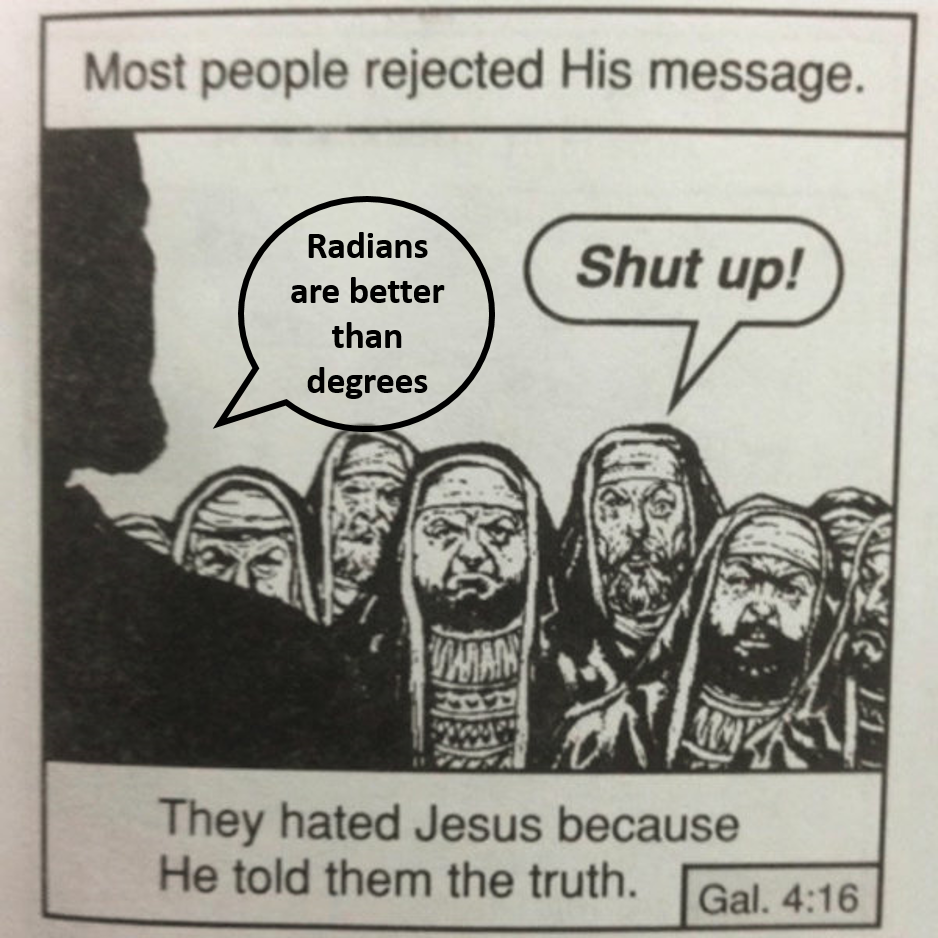 Most people rejected His message.
Radians
are better
than
degrees
Shut up!
They hated Jesus because
He told them the truth.
Gal. 4:16